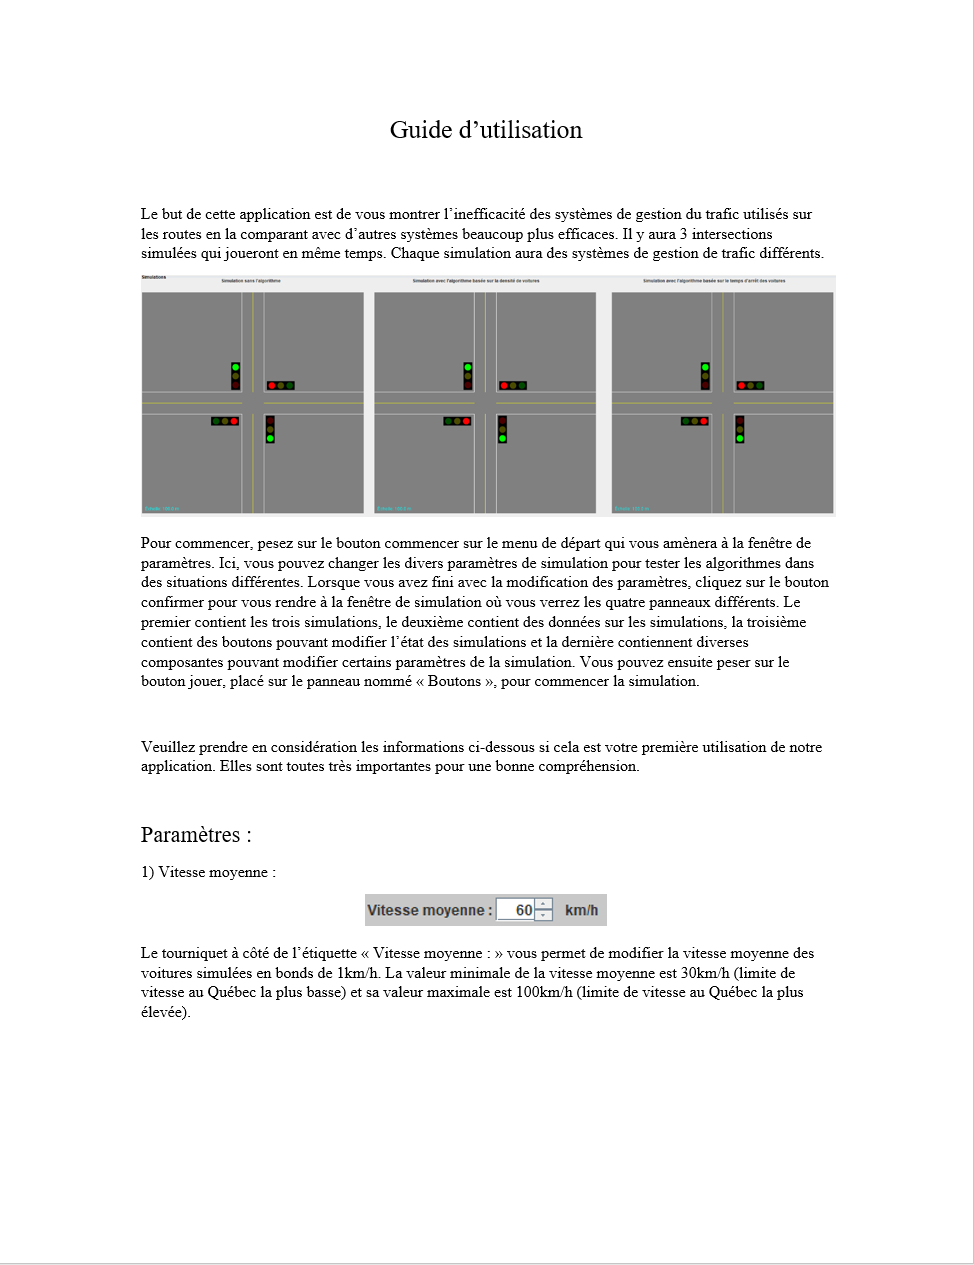 Guide d’utilisation
Le but de cette application est de vous montrer l’inefficacité des systèmes de gestion du trafic utilisés sur
les routes en la comparant avec d’autres systèmes beaucoup plus efficaces. Il y aura 3 intersections
simulées qui joueront en même temps. Chaque simulation aura des systèmes de gestion de trafic différents.
Simulations
Simulation sans l'algorithme
Simulation avec l'algorithme basée sur la densité de voitures
Simulation avec l'algorithme basée sur le temps d'arrêt des voitures
Pour commencer, pesez sur le bouton commencer sur le menu de départ qui vous amènera à la fenêtre de
paramètres. Ici, vous pouvez changer les divers paramètres de simulation pour tester les algorithmes dans
des situations différentes. Lorsque vous avez fini avec la modification des paramètres, cliquez sur le bouton
confirmer pour vous rendre à la fenêtre de simulation où vous verrez les quatre panneaux différents. Le
premier contient les trois simulations, le deuxième contient des données sur les simulations, la troisième
contient des boutons pouvant modifier l’état des simulations et la dernière contiennent diverses
composantes pouvant modifier certains paramètres de la simulation. Vous pouvez ensuite peser sur le
bouton jouer, placé sur le panneau nommé « Boutons », pour commencer la simulation.
Veuillez prendre en considération les informations ci-dessous si cela est votre première utilisation de notre
application. Elles sont toutes très importantes pour une bonne compréhension.
Paramètres :
1) Vitesse moyenne :
Vitesse moyenne : 60 km/h
Le tourniquet à côté de l’étiquette « Vitesse moyenne : » vous permet de modifier la vitesse moyenne des
voitures simulées en bonds de 1km/h. La valeur minimale de la vitesse moyenne est 30km/h (limite de
vitesse au Québec la plus basse) et sa valeur maximale est 100km/h (limite de vitesse au Québec la plus
élevée).